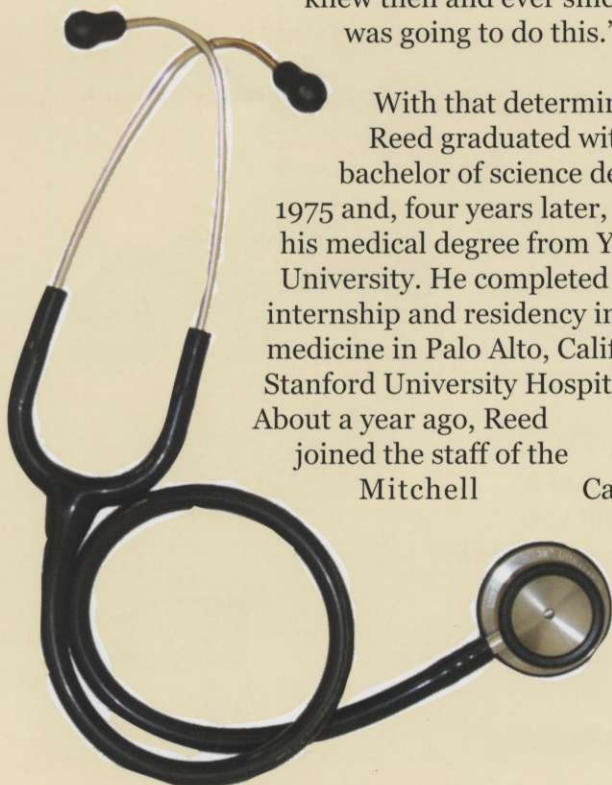 knew then and ever sinc
was going to do this."
With that determin
Reed graduated wit
bachelor of science de
1975 and, four years later,
his medical degree from Y
University. He completed
internship and residency in
medicine in Palo Alto, Calif
Stanford University Hospit
About a year ago, Reed
joined the staff of the
Mitchell Ca